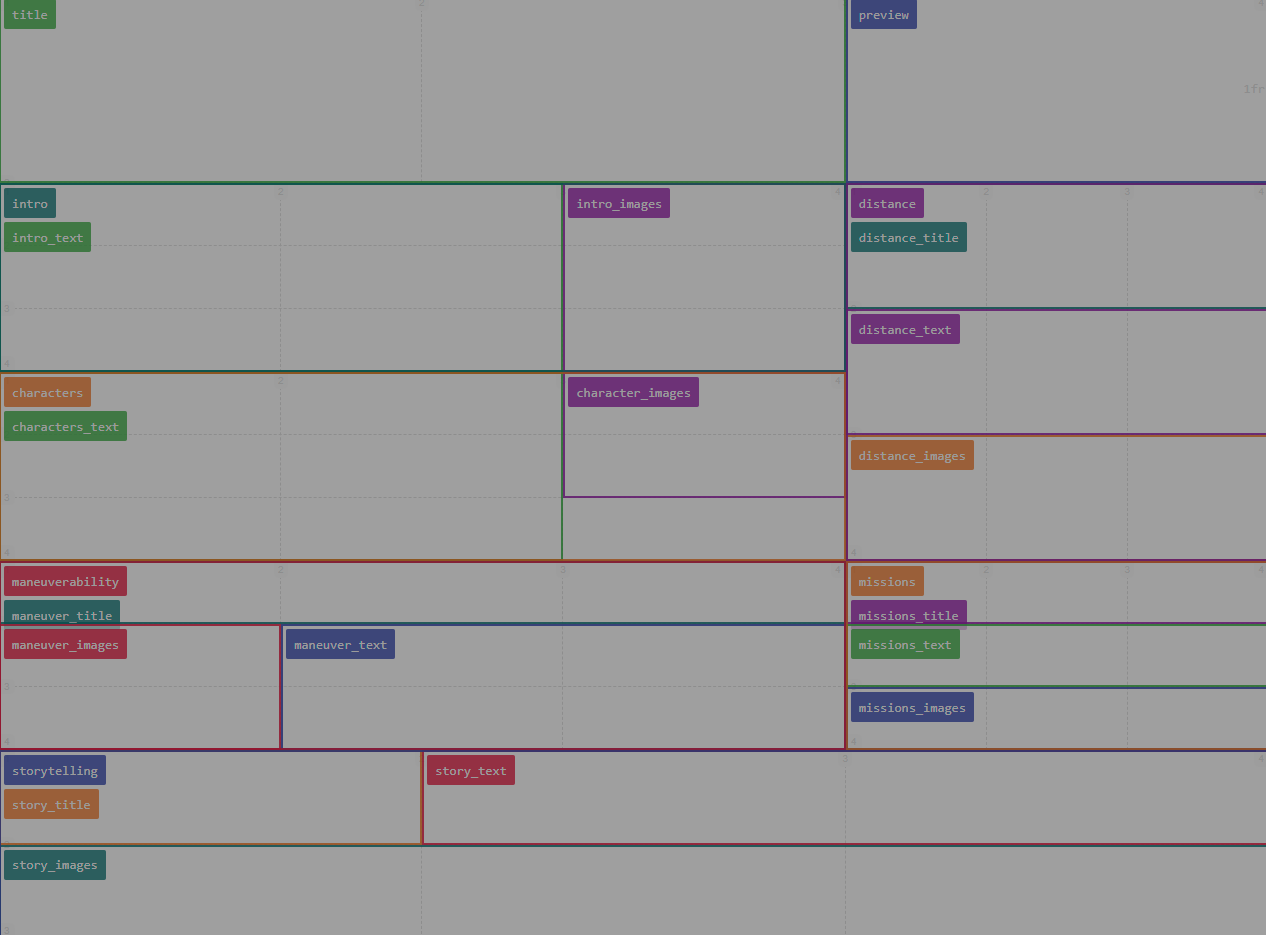 title
2
4
preview
1fr
intro
2
intro_images
4
distance
2
3
4
intro_text
distance_title
3
distance_text
4
characters
2
character_images
4
characters_text
distance_images
3
4
4
maneuverability
2
3
4
missions
2
3
4
maneuver_title
missions_title
maneuver_images
maneuver_text
missions_text
3
missions_images
4
4
storytelling
story_text
3
4
story_title
story_images
3